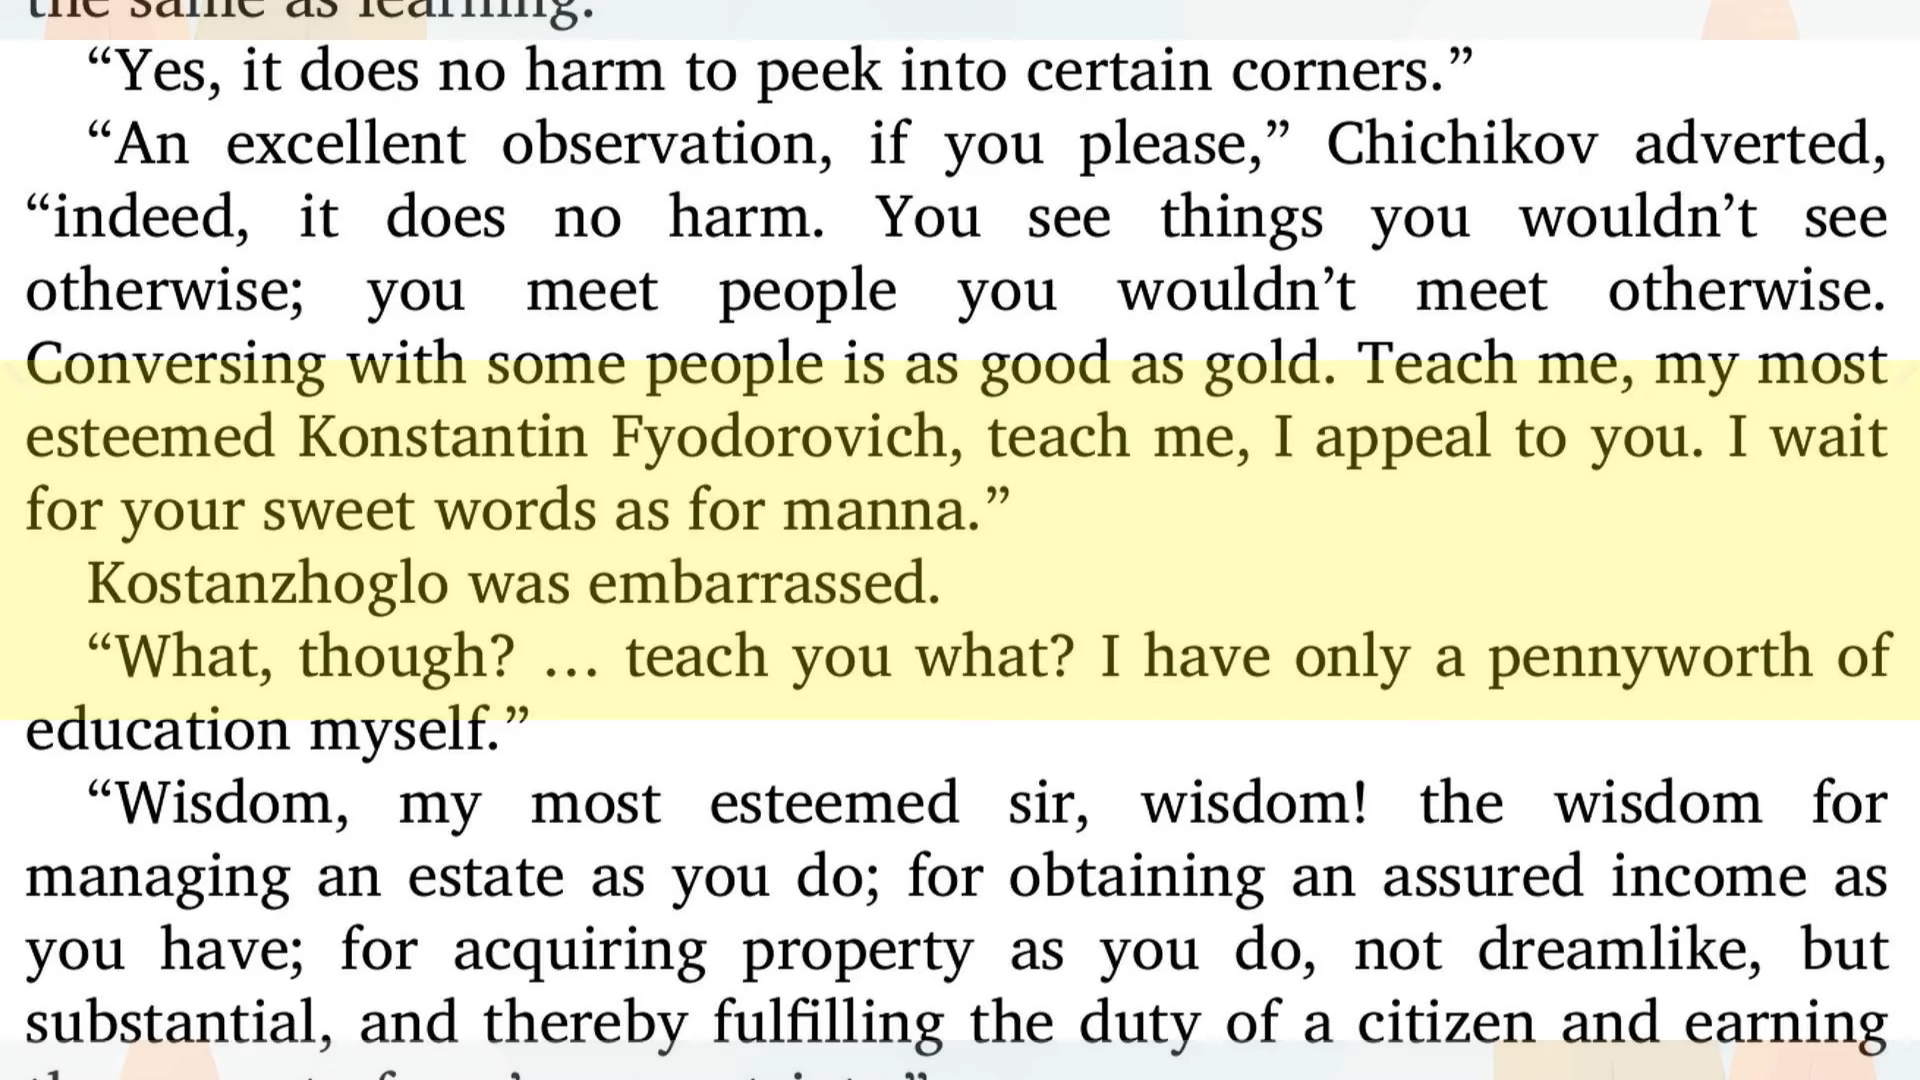 the same as learning.
“Yes, it does no harm to peek into certain corners.”
“An excellent observation, if you please,” Chichikov adverted,
“indeed, it does no harm. You see things you wouldn’t see
otherwise; you meet people you wouldn’t meet otherwise.
Conversing with some people is as good as gold. Teach me, my most
esteemed Konstantin Fyodorovich, teach me, I appeal to you. I wait
for your sweet words as for manna.”
Kostanzhoglo was embarrassed.
“What, though? … teach you what? I have only a pennyworth of
education myself.”
“Wisdom, my most esteemed sir, wisdom! the wisdom for
managing an estate as you do; for obtaining an assured income as
you have; for acquiring property as you do, not dreamlike, but
substantial, and thereby fulfilling the duty of a citizen and earning